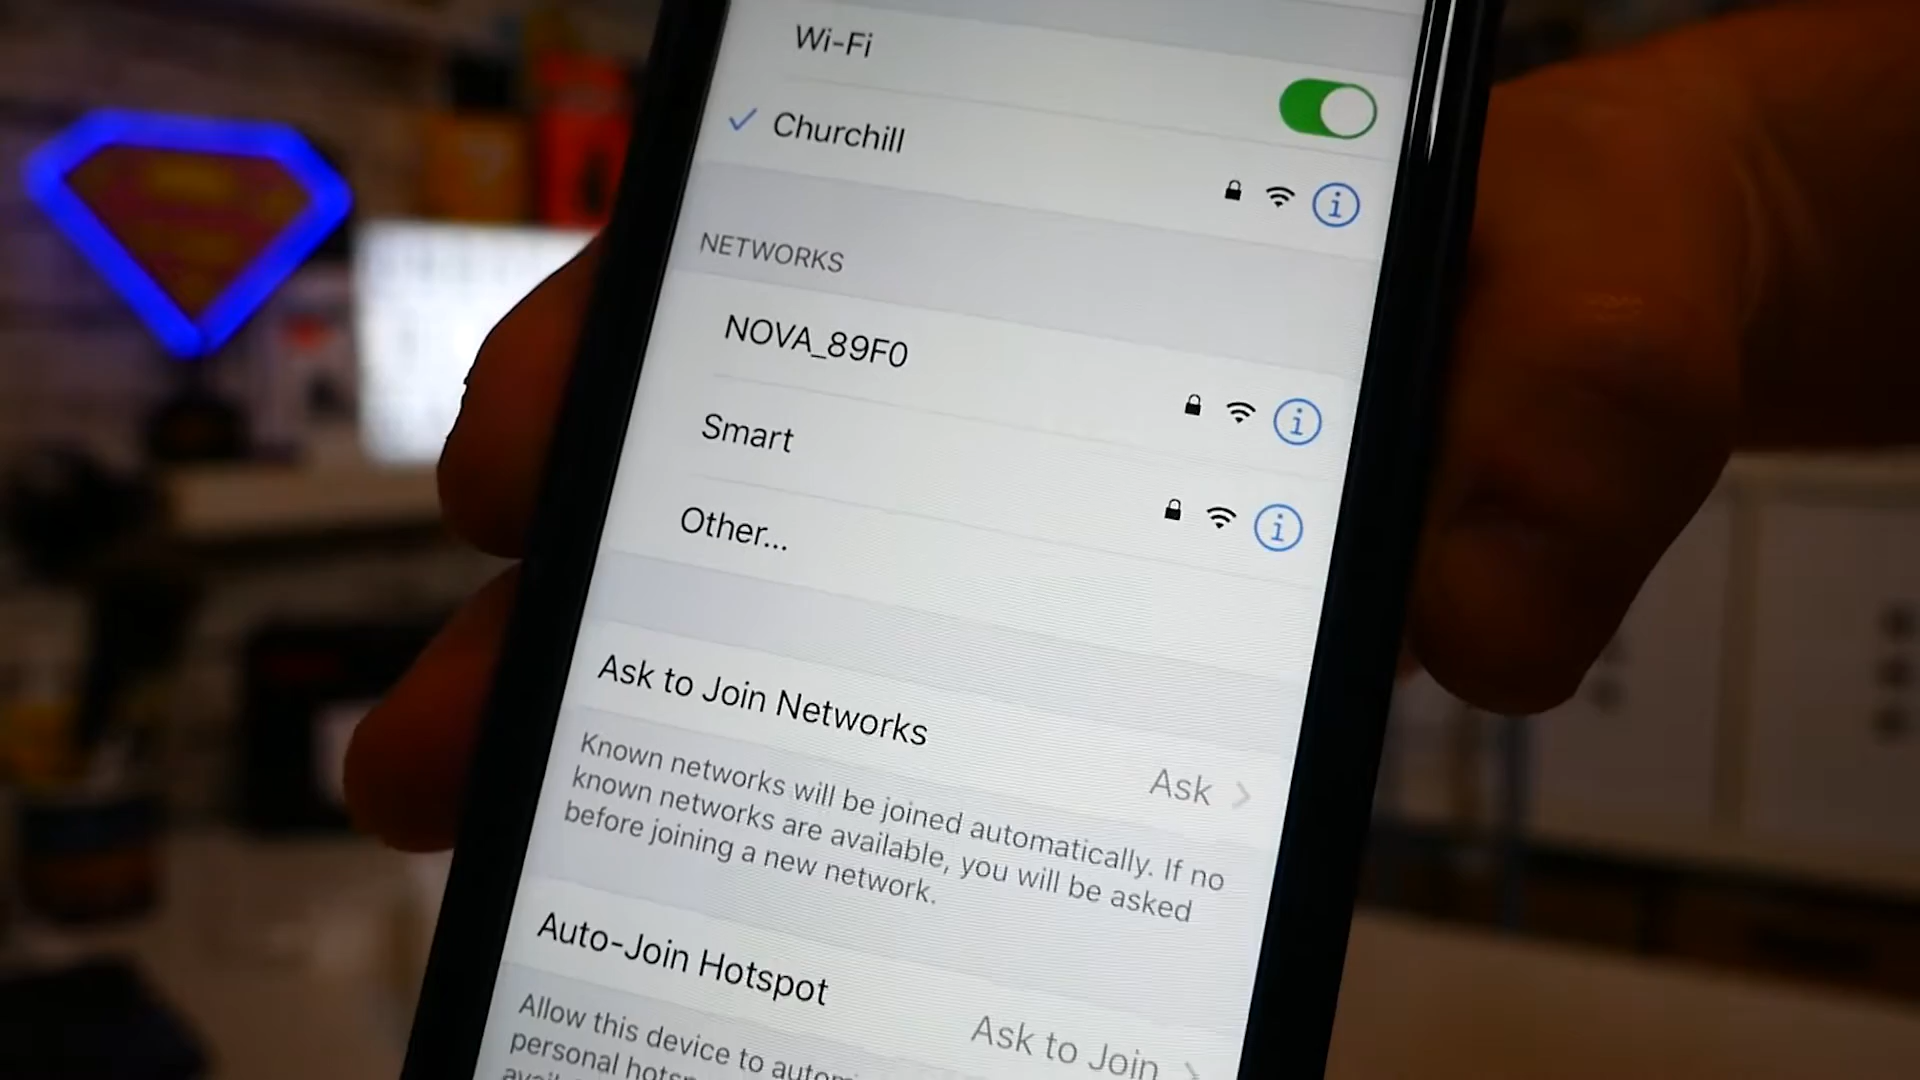 Wi-Fi
Churchill
NETWORKS
NOVA_89F0
Smart
Other...
Ask to Join Networks
Ask
Known networks will be joined automatically. If no
known networks are available, you will be asked
before joining a new network.
Auto-Join Hotspot
Ask to Join
Allow this device to
personal